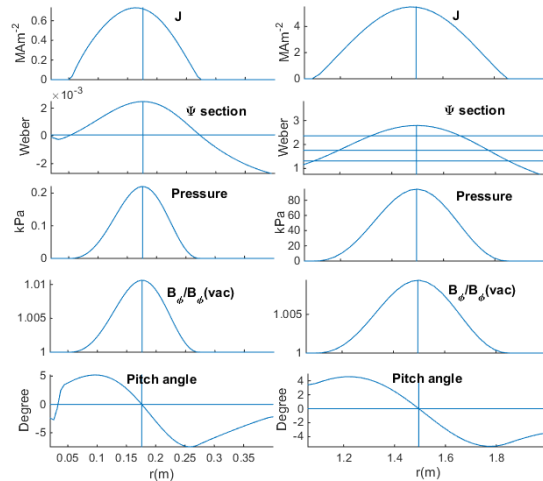 J
MAm-2
0.6
0.4
0.2
0
×10-3
Ψ section
Weber
2
0
-2
Pressure
kPa
0.2
0.1
0
Bϕ/Bϕ(vac)
1.01
1.005
1
Pitch angle
Degree
5
0
-5
0.05 0.1 0.15 0.2 0.25 0.3 0.35
r(m)
J
MAm-2
4
2
0
Ψ section
Weber
3
2
1
Pressure
kPa
80
60
40
20
0
Bϕ/Bϕ(vac)
1.005
1
Pitch angle
Degree
4
2
0
-2
-4
1.2 1.4 1.6 1.8
r(m)